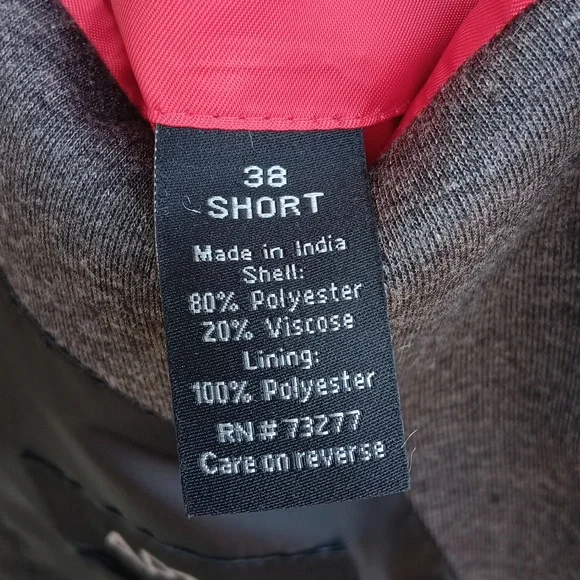 38
SHORT
Made in India
Shell:
80% Polyester
20% Viscose
Lining:
100% Polyester
RN# 73277
Care on reverse